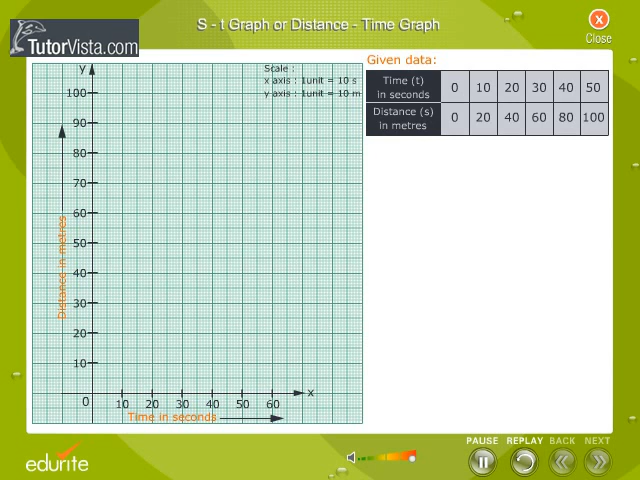 S - t Graph or Distance - Time Graph
X
Close
TutorVista.com
Given data:
Time (t) in seconds 0 10 20 30 40 50
Distance (s) in metres 0 20 40 60 80 100
Scale :
x axis : 1unit = 10 s
y axis : 1unit = 10 m
y
100
90
80
70
60
50
40
30
20
10
Distance in metres
0 10 20 30 40 50 60 x
Time in seconds
PAUSE REPLAY BACK NEXT
edurite